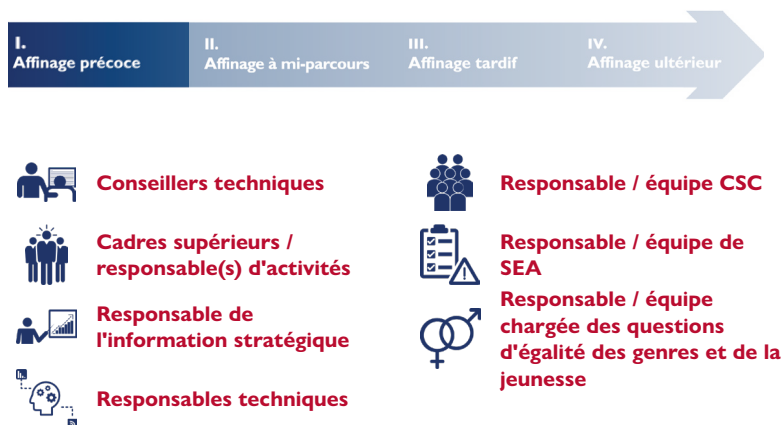 I.
Affinage précoce
II.
Affinage à mi-parcours
III.
Affinage tardif
IV.
Affinage ultérieur
Conseillers techniques
Cadres supérieurs /
responsable(s) d'activités
Responsable de
l'information stratégique
Responsables techniques
Responsable / équipe CSC
Responsable / équipe de
SEA
Responsable / équipe
chargée des questions
d'égalité des genres et de la
jeunesse